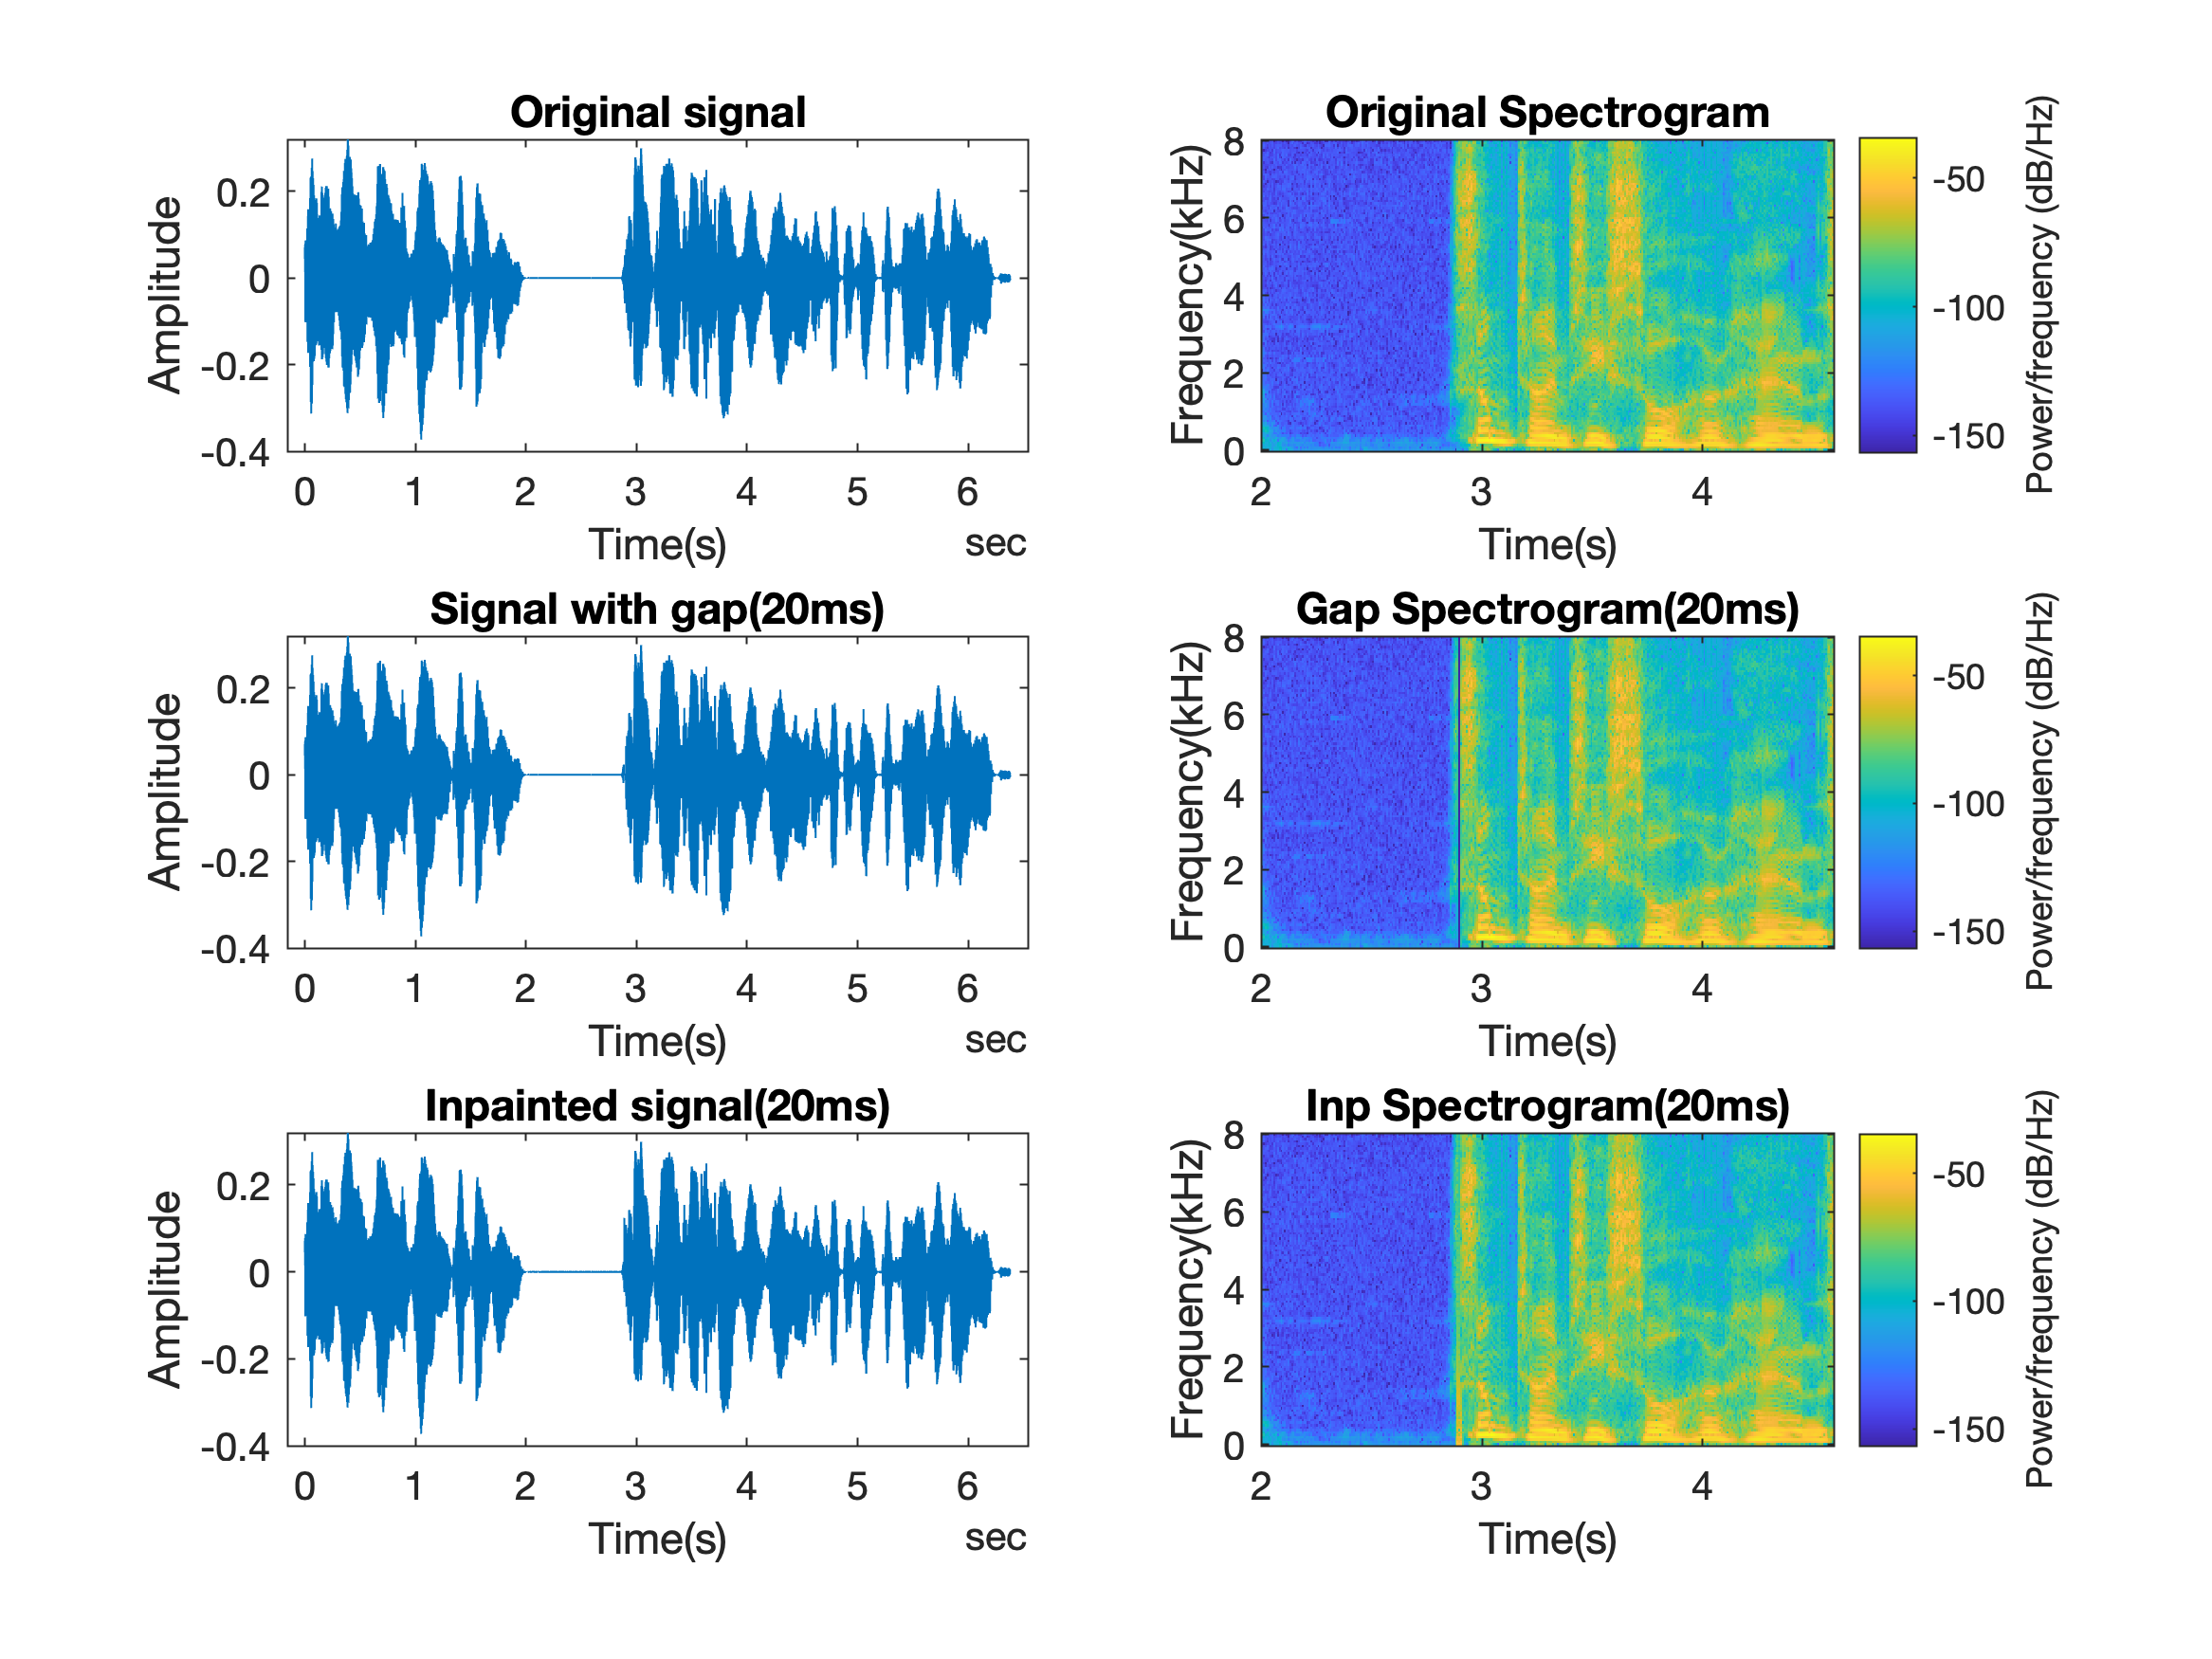 Original signal
Amplitude
0.2
0
-0.2
-0.4
0 1 2 3 4 5 6
Time(s)
sec
Original Spectrogram
Frequency(kHz)
8
6
4
2
0
2 3 4
Time(s)
-50
-100
-150
Power/frequency (dB/Hz)
Signal with gap(20ms)
Amplitude
0.2
0
-0.2
-0.4
0 1 2 3 4 5 6
Time(s)
sec
Gap Spectrogram(20ms)
Frequency(kHz)
8
6
4
2
0
2 3 4
Time(s)
-50
-100
-150
Power/frequency (dB/Hz)
Inpainted signal(20ms)
Amplitude
0.2
0
-0.2
-0.4
0 1 2 3 4 5 6
Time(s)
sec
Inp Spectrogram(20ms)
Frequency(kHz)
8
6
4
2
0
2 3 4
Time(s)
-50
-100
-150
Power/frequency (dB/Hz)